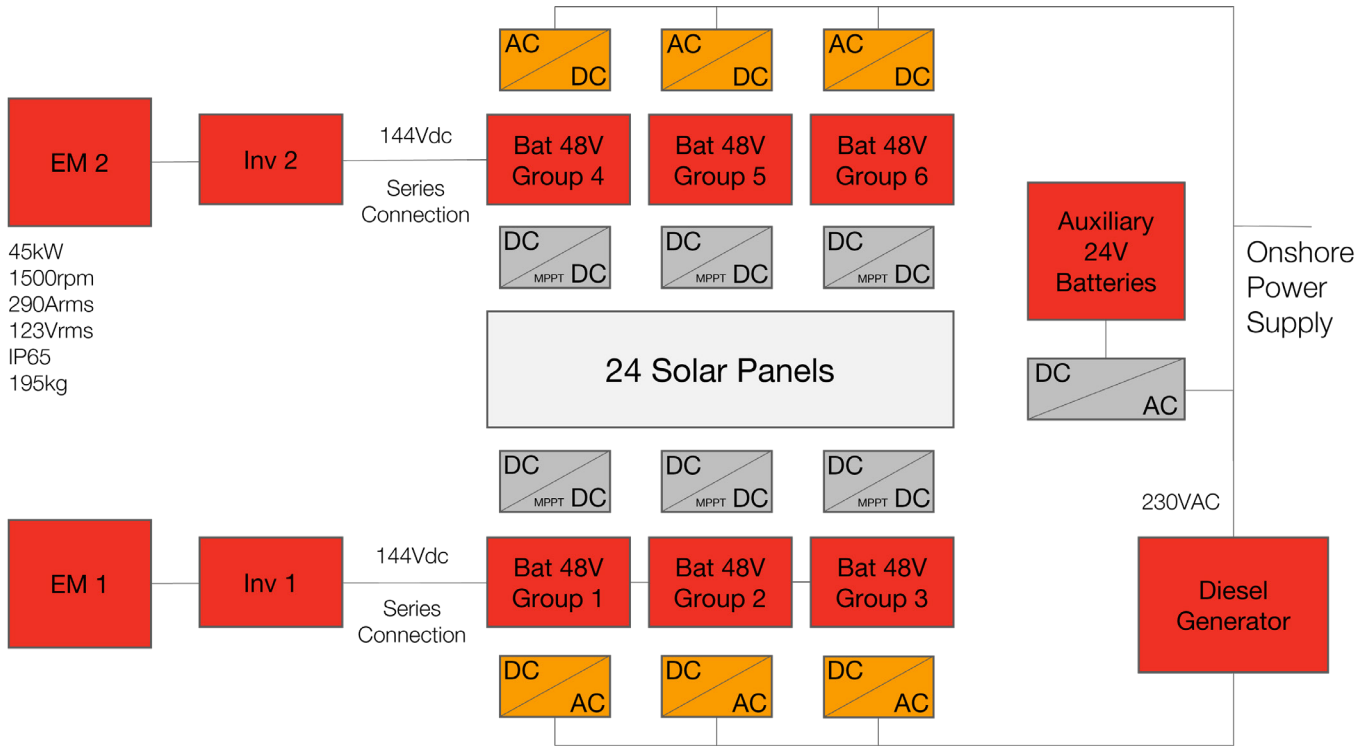 AC
DC
AC
DC
AC
DC
EM 2
Inv 2
144Vdc
Series
Connection
Bat 48V
Group 4
Bat 48V
Group 5
Bat 48V
Group 6
45kW
1500rpm
290Arms
123Vrms
IP65
195kg
DC
MPPT DC
DC
MPPT DC
DC
MPPT DC
Auxiliary
24V
Batteries
Onshore
Power
Supply
24 Solar Panels
DC
AC
DC
MPPT DC
DC
MPPT DC
DC
MPPT DC
230VAC
EM 1
Inv 1
144Vdc
Series
Connection
Bat 48V
Group 1
Bat 48V
Group 2
Bat 48V
Group 3
Diesel
Generator
DC
AC
DC
AC
DC
AC